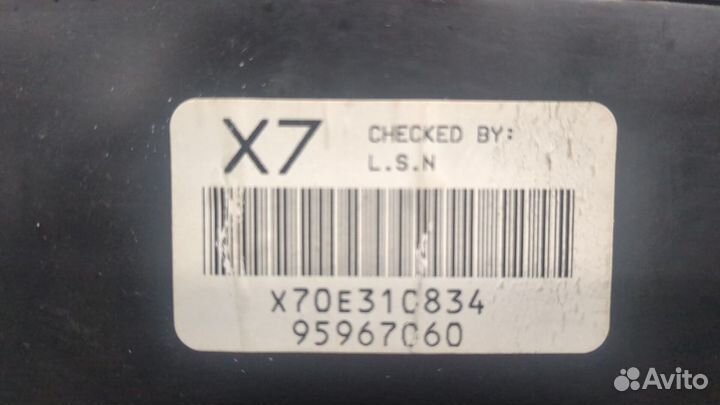 X7
CHECKED BY:
L.S.N
X70E310834
95967060
Avito